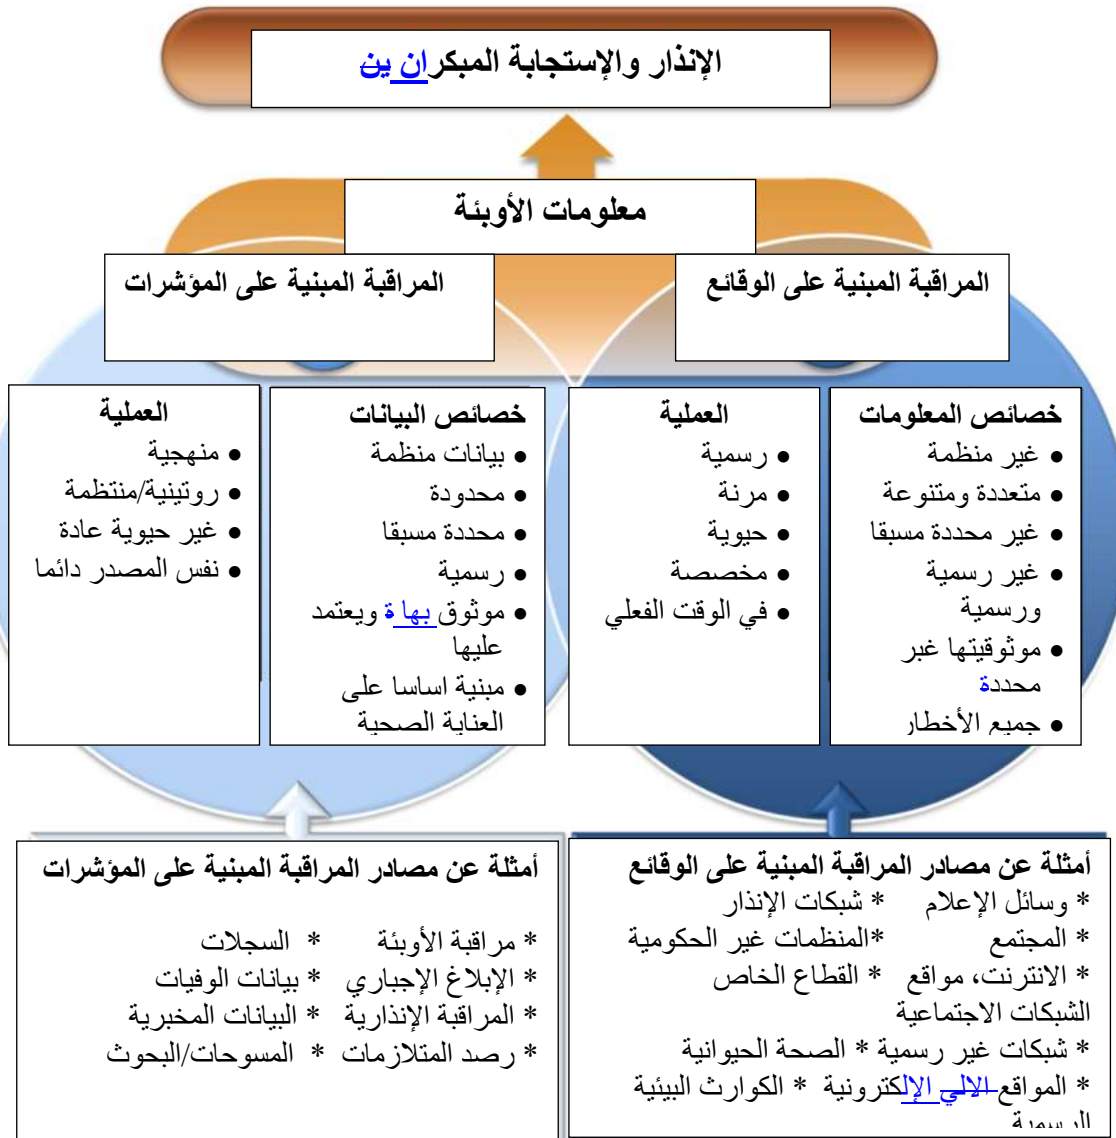 الإنذار والإستجابة المبكران ين
معلومات الأوبئة
المراقبة المبنية على الوقائع
المراقبة المبنية على المؤشرات
خصائص المعلومات
● غير منظمة
● متعددة ومتنوعة
● غير محددة مسبقا
● غير رسمية
ورسمية
● موثوقيتها غبر
محددة
● جميع الأخطار
العملية
● رسمية
● مرنة
● حيوية
● مخصصة
● في الوقت الفعلي
خصائص البيانات
● بيانات منظمة
● محدودة
● محددة مسبقا
● رسمية
● موثوق بها ة ويعتمد
عليها
● مبنية اساسا على
العناية الصحية
العملية
● منهجية
● روتينية/منتظمة
● غير حيوية عادة
● نفس المصدر دائما
أمثلة عن مصادر المراقبة المبنية على الوقائع
* وسائل الإعلام * شبكات الإنذار
* المجتمع *المنظمات غير الحكومية
* الانترنت، مواقع * القطاع الخاص
الشبكات الاجتماعية
* شبكات غير رسمية * الصحة الحيوانية
* المواقع الالي الإلكترونية * الكوارث البيئية
الرسمية
أمثلة عن مصادر المراقبة المبنية على المؤشرات
* مراقبة الأوبئة * السجلات
* الإبلاغ الإجباري * بيانات الوفيات
* المراقبة الإنذارية * البيانات المخبرية
* رصد المتلازمات * المسوحات/البحوث